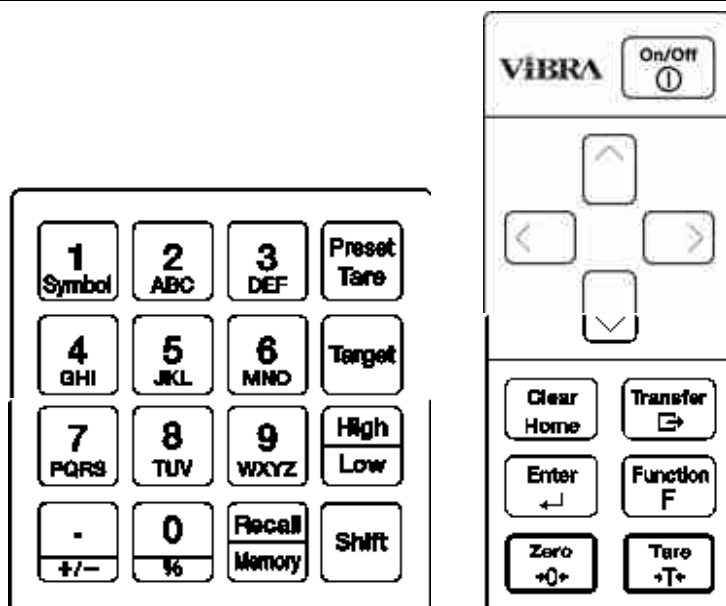 ViBRA On/Off
1 2 3 Preset
Symbol ABC DEF Tare
4 5 6 Target
GHI JKL MNO
7 8 9 High
PQRS TUV WXYZ Low
. 0 Recall Shift
+/− % Memory
Clear Transfer
Home
Enter Function
F
Zero Tare
→0← →T←